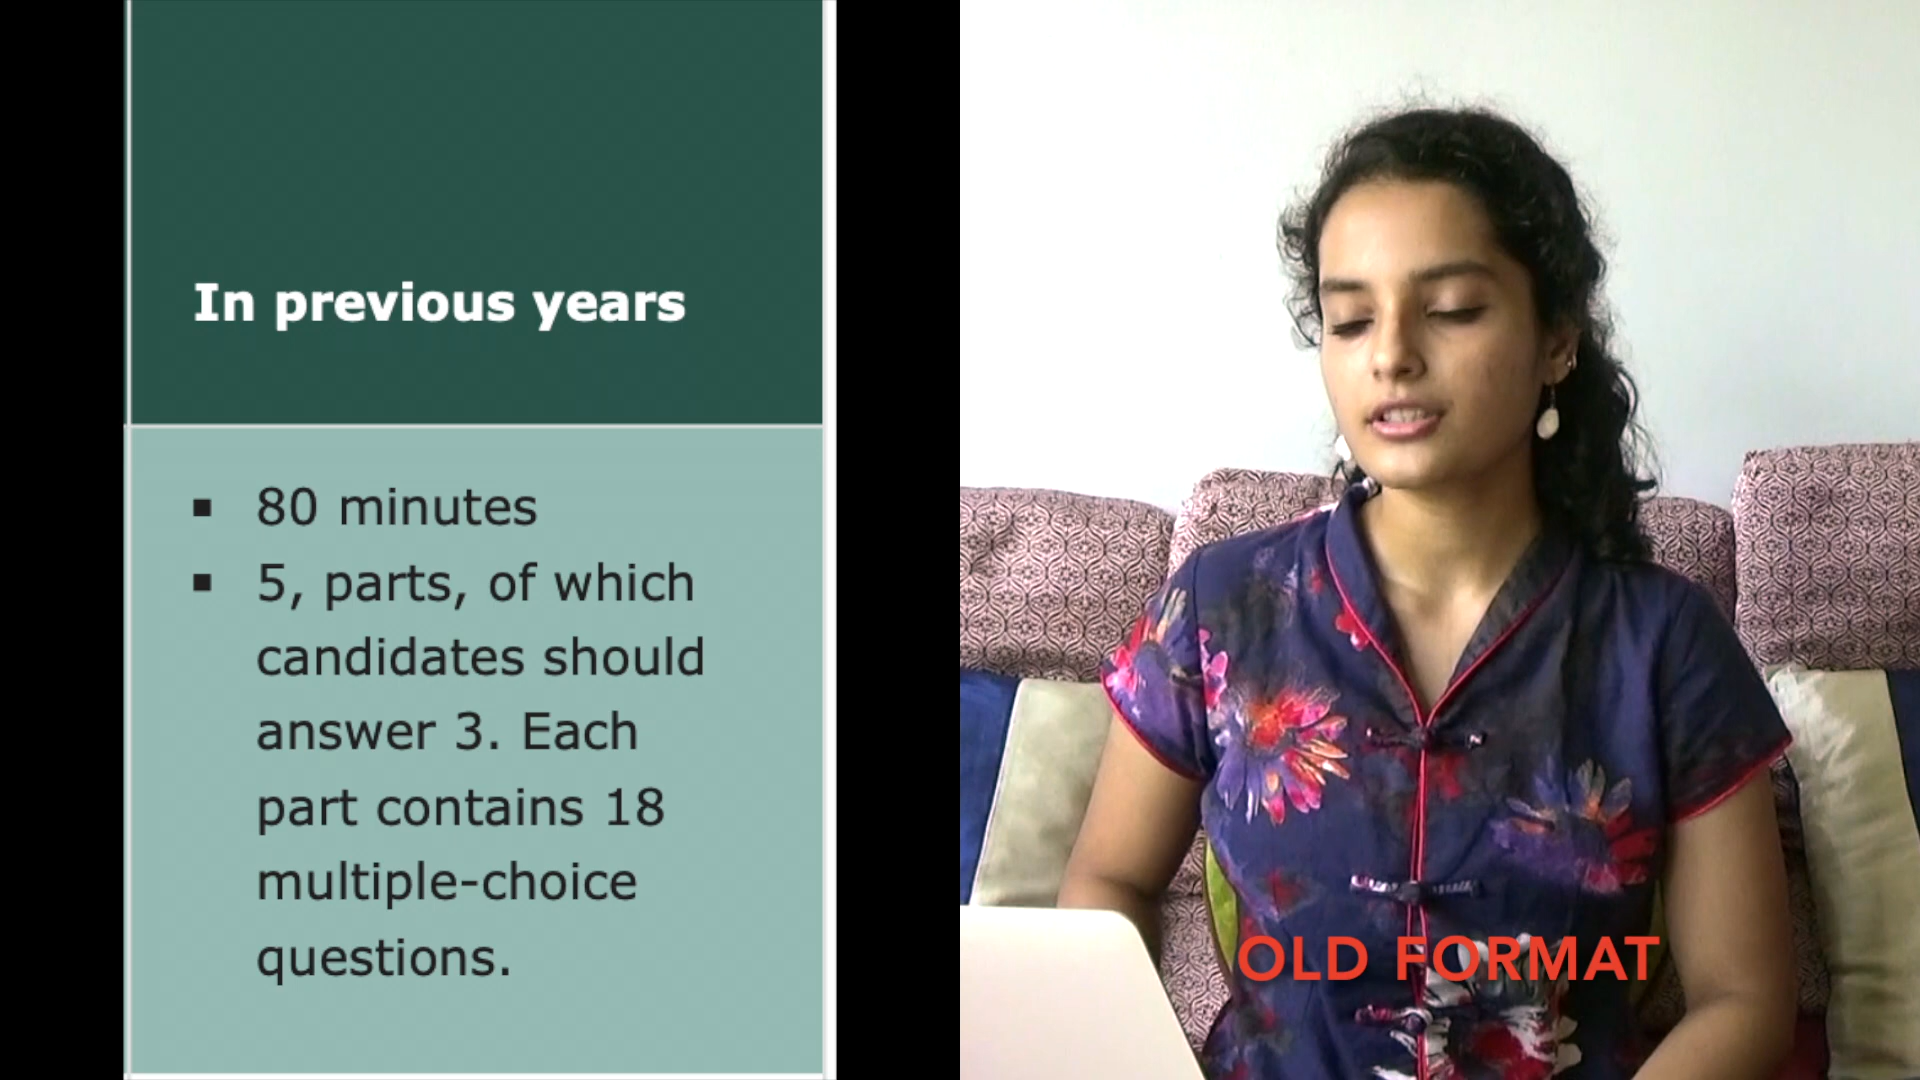 In previous years
▪ 80 minutes
▪ 5, parts, of which
candidates should
answer 3. Each
part contains 18
multiple-choice
questions.
OLD FORMAT